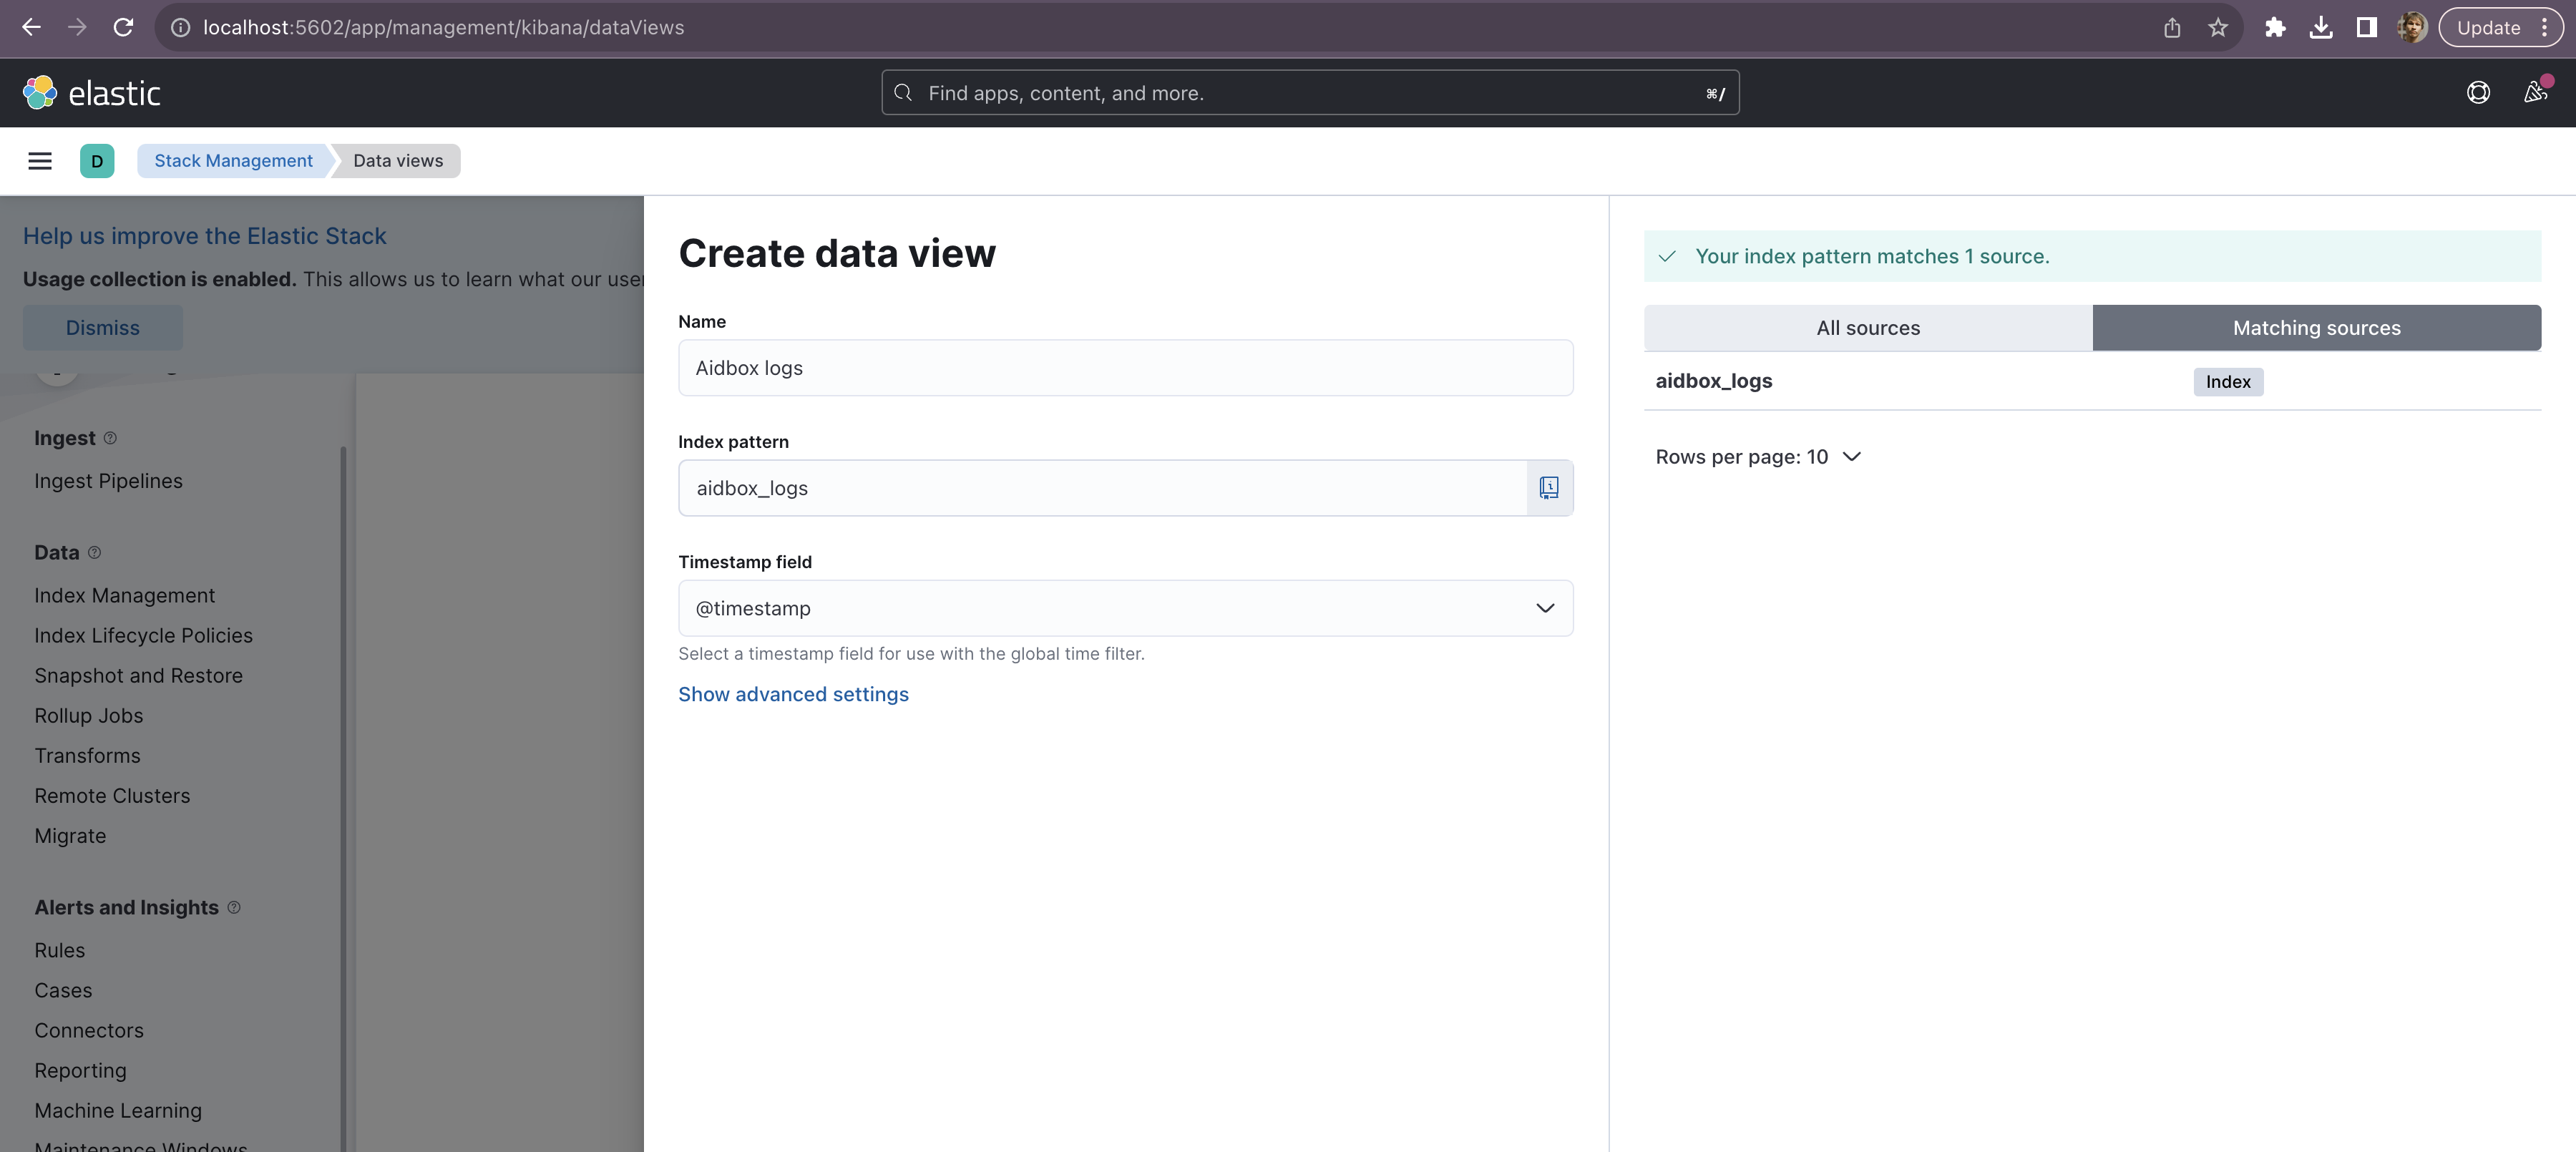 localhost:5602/app/management/kibana/dataViews
Update
elastic
Find apps, content, and more.
⌘/
D
Stack Management
Data views
Help us improve the Elastic Stack
Usage collection is enabled. This allows us to learn what our user
Dismiss
Ingest
Ingest Pipelines
Data
Index Management
Index Lifecycle Policies
Snapshot and Restore
Rollup Jobs
Transforms
Remote Clusters
Migrate
Alerts and Insights
Rules
Cases
Connectors
Reporting
Machine Learning
Maintenance Windows
Create data view
Name
Aidbox logs
Index pattern
aidbox_logs
Timestamp field
@timestamp
Select a timestamp field for use with the global time filter.
Show advanced settings
Your index pattern matches 1 source.
All sources
Matching sources
aidbox_logs
Index
Rows per page: 10